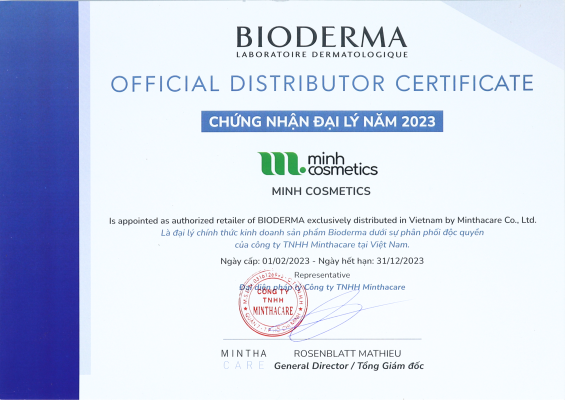 BIODERMA
LABORATOIRE DERMATOLOGIQUE
OFFICIAL DISTRIBUTOR CERTIFICATE
CHỨNG NHẬN ĐẠI LÝ NĂM 2023
m. minh
cosmetics
MINH COSMETICS
Is appointed as authorized retailer of BIODERMA exclusively distributed in Vietnam by Minthacare Co., Ltd.
Là đại lý chính thức kinh doanh sản phẩm Bioderma dưới sự phân phối độc quyền
của công ty TNHH Minthacare tại Việt Nam.
Ngày cấp: 01/02/2023 - Ngày hết hạn: 31/12/2023
Representative
Đại diện pháp lý Công ty TNHH Minthacare
CÔNG TY
TNHH
MINTHACARE
MINTHA
CARE
ROSENBLATT MATHIEU
General Director / Tổng Giám đốc